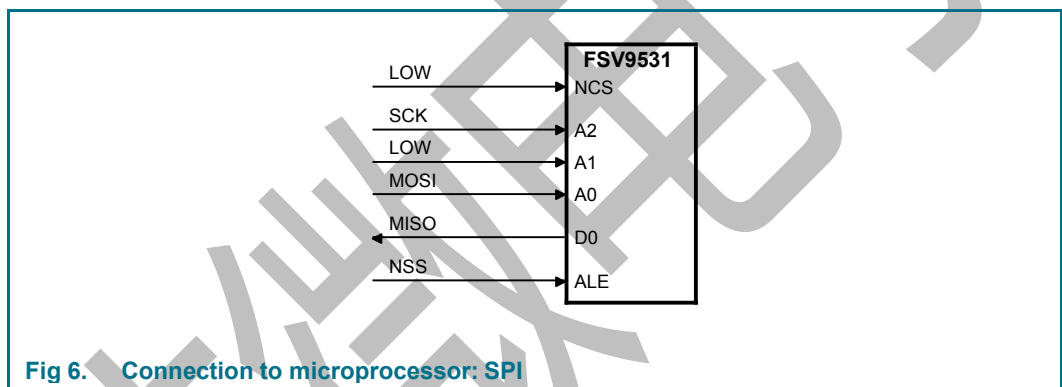 FSV9531
LOW
NCS
SCK
A2
LOW
A1
MOSI
A0
MISO
D0
NSS
ALE
Fig 6. Connection to microprocessor: SPI